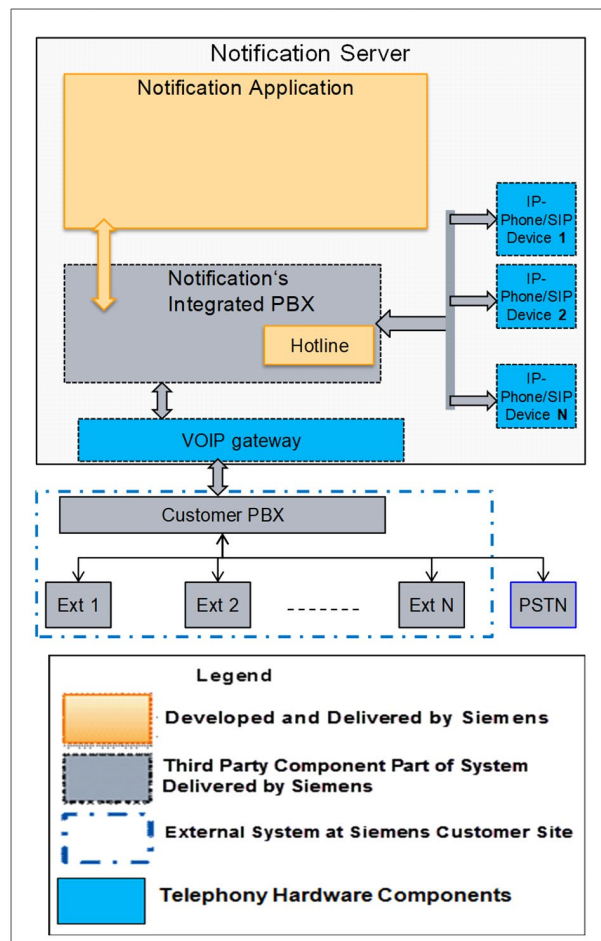 Notification Server
Notification Application
IP-
Phone/SIP
Device 1
Notification's
Integrated PBX
IP-
Phone/SIP
Device 2
Hotline
IP-
Phone/SIP
Device N
VOIP gateway
Customer PBX
Ext 1
Ext 2
Ext N
PSTN
Legend
Developed and Delivered by Siemens
Third Party Component Part of System
Delivered by Siemens
External System at Siemens Customer Site
Telephony Hardware Components